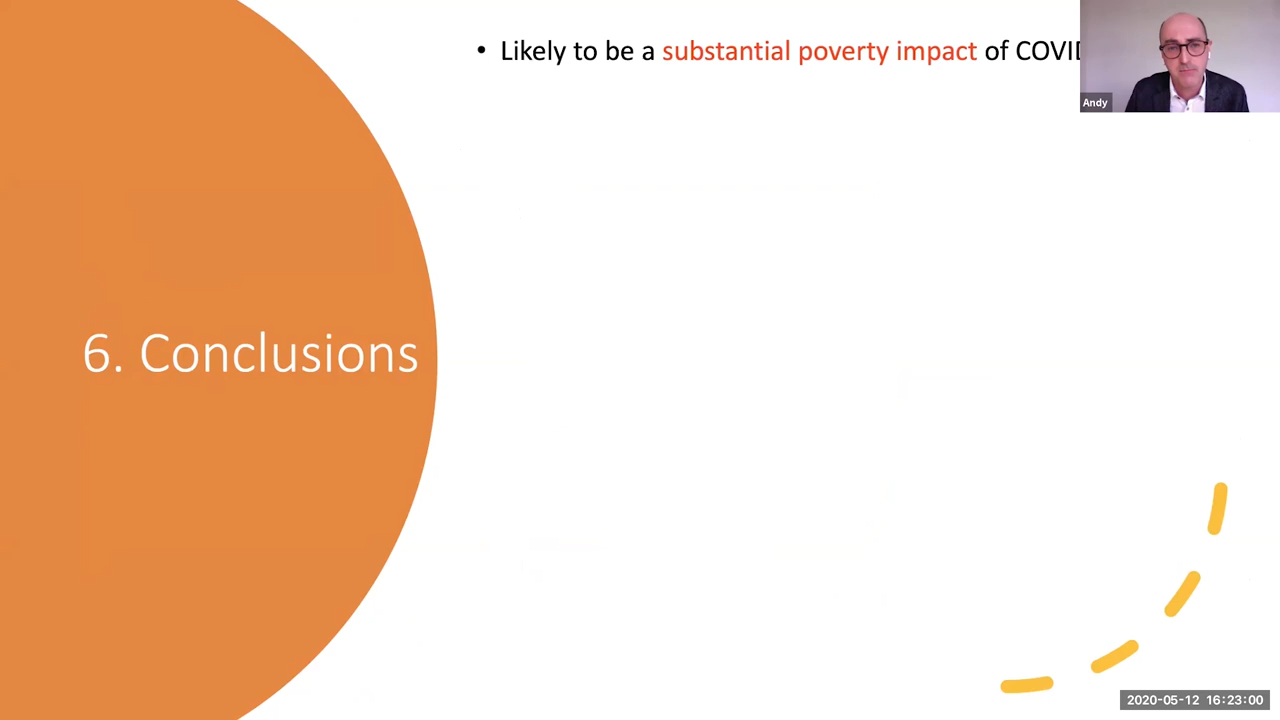 • Likely to be a substantial poverty impact of
Andy
6. Conclusions
2020-05-12 16:23:00